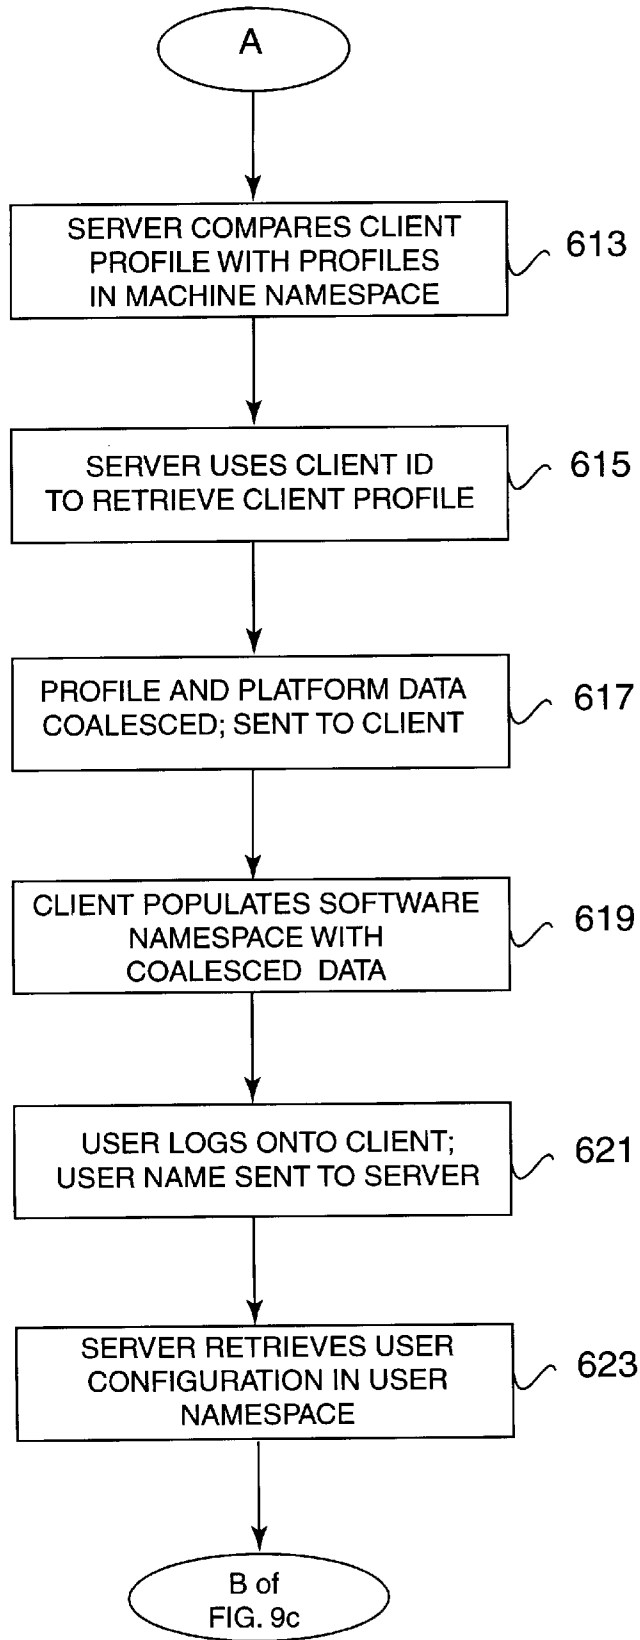 A
SERVER COMPARES CLIENT
PROFILE WITH PROFILES
IN MACHINE NAMESPACE
613
SERVER USES CLIENT ID
TO RETRIEVE CLIENT PROFILE
615
PROFILE AND PLATFORM DATA
COALESCED; SENT TO CLIENT
617
CLIENT POPULATES SOFTWARE
NAMESPACE WITH
COALESCED DATA
619
USER LOGS ONTO CLIENT;
USER NAME SENT TO SERVER
621
SERVER RETRIEVES USER
CONFIGURATION IN USER
NAMESPACE
623
B of
FIG. 9c